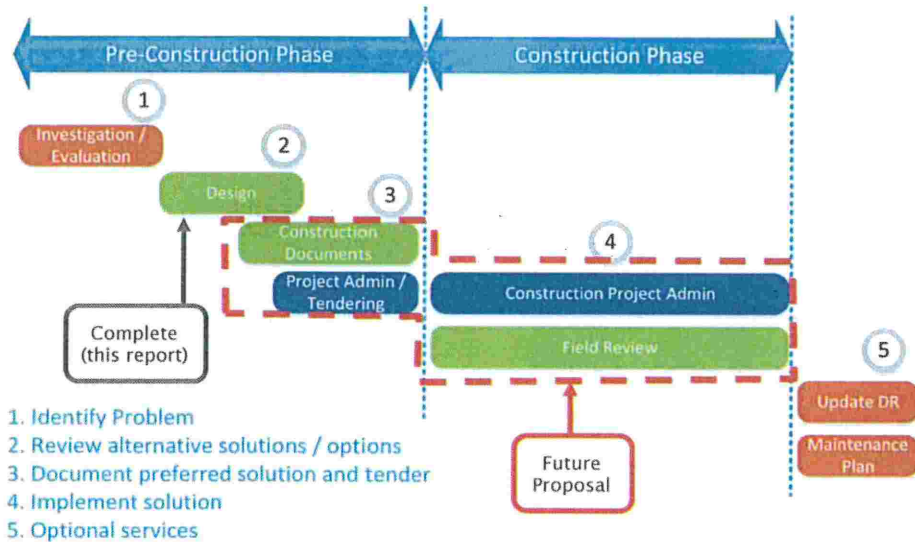 Pre-Construction Phase
Construction Phase
1
Investigation /
Evaluation
2
Design
3
Construction
Documents
4
Project Admin /
Tendering
Construction Project Admin
Complete
(this report)
Field Review
5
Update DR
Maintenance
Plan
Future
Proposal
1. Identify Problem
2. Review alternative solutions / options
3. Document preferred solution and tender
4. Implement solution
5. Optional services